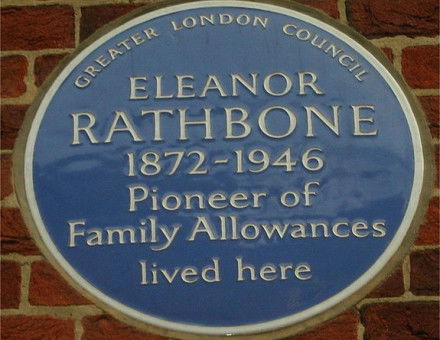 GREATER LONDON COUNCIL
ELEANOR
RATHBONE
1872-1946
Pioneer of
Family Allowances
lived here